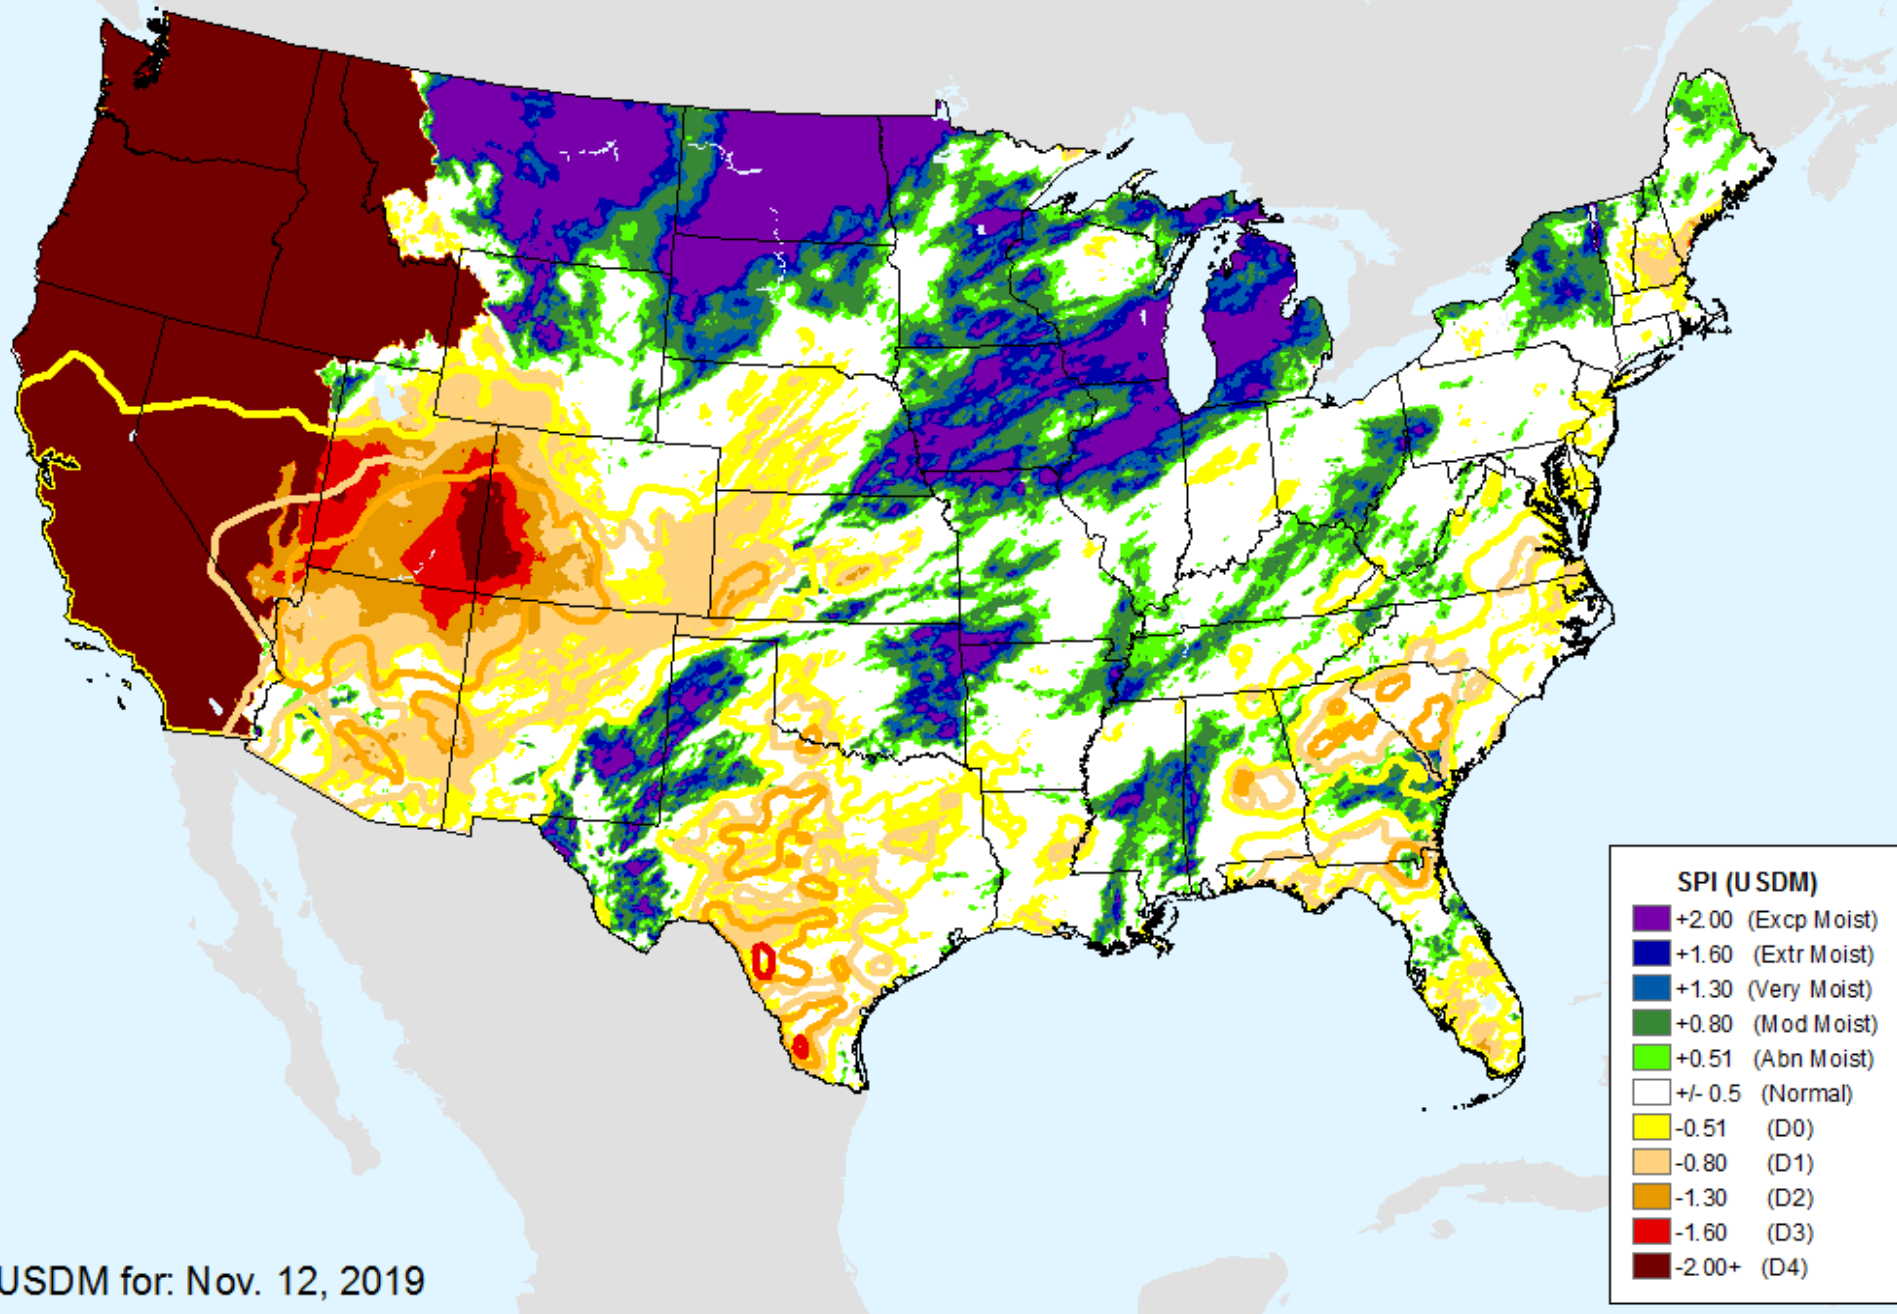 SPI (USDM)
+2.00 (Excp Moist)
+1.60 (Extr Moist)
+1.30 (Very Moist)
+0.80 (Mod Moist)
+0.51 (Abn Moist)
+/- 0.5 (Normal)
-0.51 (D0)
-0.80 (D1)
-1.30 (D2)
-1.60 (D3)
-2.00+ (D4)
USDM for: Nov. 12, 2019